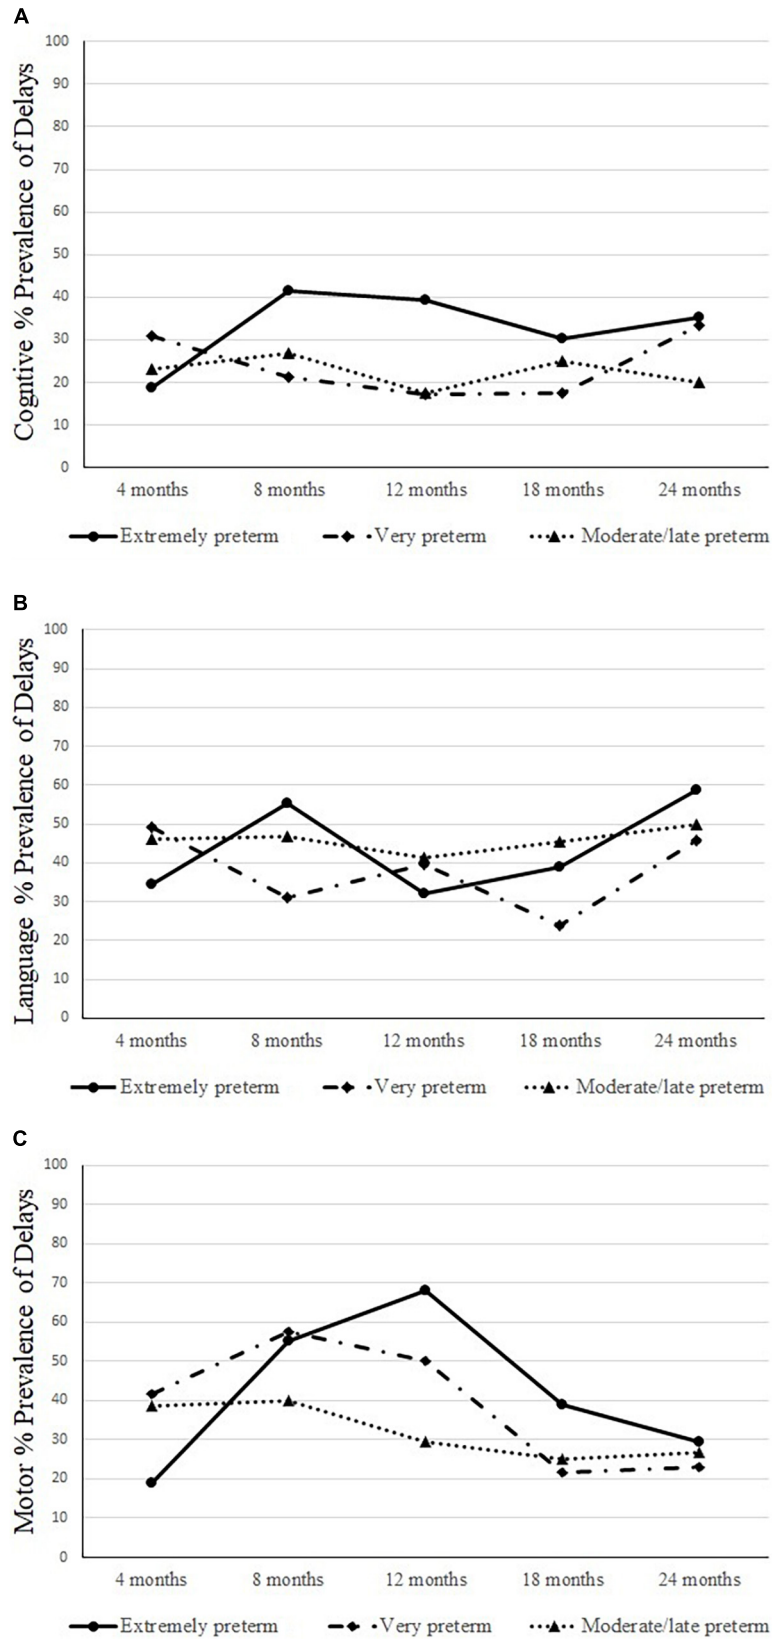 A
Cogntive % Prevalence of Delays
100
90
80
70
60
50
40
30
20
10
0
4 months 8 months 12 months 18 months 24 months
Extremely preterm Very preterm Moderate/late preterm
B
Language % Prevalence of Delays
100
90
80
70
60
50
40
30
20
10
0
4 months 8 months 12 months 18 months 24 months
Extremely preterm Very preterm Moderate/late preterm
C
Motor % Prevalence of Delays
100
90
80
70
60
50
40
30
20
10
0
4 months 8 months 12 months 18 months 24 months
Extremely preterm Very preterm Moderate/late preterm